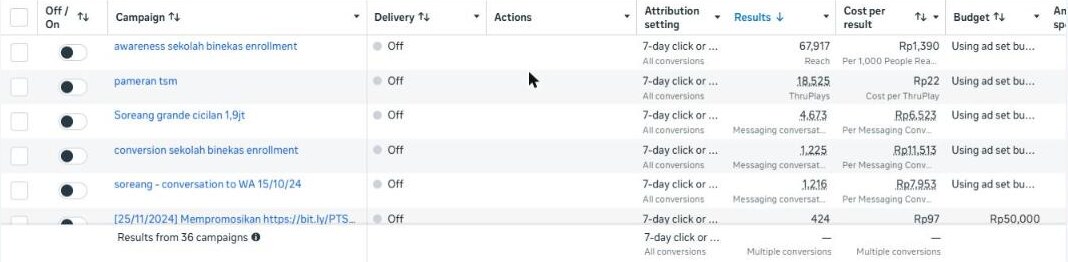 Off / On
Campaign
Delivery
Actions
Attribution setting
Results
Cost per result
Budget
An
sp
awareness sekolah binekas enrollment
Off
7-day click or ...
All conversions
67,917
Reach
Rp1,390
Per 1,000 People Rea...
Using ad set bu...
pameran tsm
Off
7-day click or ...
All conversions
18,525
ThruPlays
Rp22
Cost per ThruPlay
Using ad set bu...
Soreang grande cicilan 1,9jt
Off
7-day click or ...
All conversions
4,673
Messaging conversat...
Rp6,523
Per Messaging Conv...
Using ad set bu...
conversion sekolah binekas enrollment
Off
7-day click or ...
All conversions
1,225
Messaging conversat...
Rp11,513
Per Messaging Conv...
Using ad set bu...
soreang - conversation to WA 15/10/24
Off
7-day click or ...
All conversions
1,216
Messaging conversat...
Rp7,953
Per Messaging Conv...
Using ad set bu...
[25/11/2024] Mempromosikan https://bit.ly/PTS...
Off
7-day click or ...
424
Rp97
Rp50,000
Results from 36 campaigns
7-day click or ...
All conversions
—
Multiple conversions
—
Multiple conversions